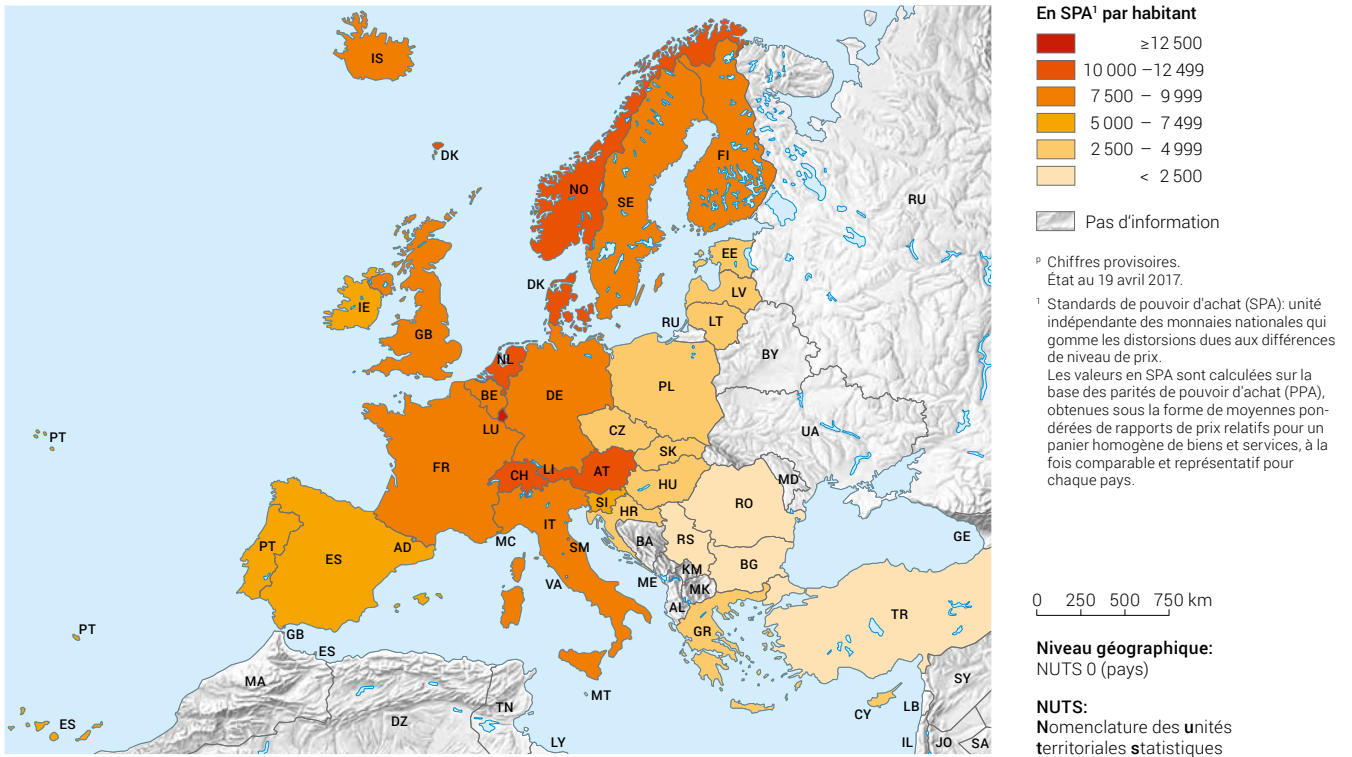 IS
DK
NO
SE
FI
RU
EE
LV
LT
DK
RU
BY
IE
GB
NL
BE
DE
PL
LU
CZ
SK
UA
FR
CH
LI
AT
HU
MD
RO
SI
HR
IT
PT
PT
ES
AD
MC
SM
VA
BA
RS
ME
KM
MK
BG
AL
GR
GE
TR
PT
GB
ES
MA
ES
DZ
TN
MT
LY
CY
LB
SY
IL
JO
SA
En SPA¹ par habitant
≥12 500
10 000 –12 499
7 500 – 9 999
5 000 – 7 499
2 500 – 4 999
< 2 500
Pas d'information
ᵖ Chiffres provisoires.
État au 19 avril 2017.
¹ Standards de pouvoir d'achat (SPA): unité
indépendante des monnaies nationales qui
gomme les distorsions dues aux différences
de niveau de prix.
Les valeurs en SPA sont calculées sur la
base des parités de pouvoir d'achat (PPA),
obtenues sous la forme de moyennes pon-
dérées de rapports de prix relatifs pour un
panier homogène de biens et services, à la
fois comparable et représentatif pour
chaque pays.
0 250 500 750 km
Niveau géographique:
NUTS 0 (pays)
NUTS:
Nomenclature des unités
territoriales statistiques